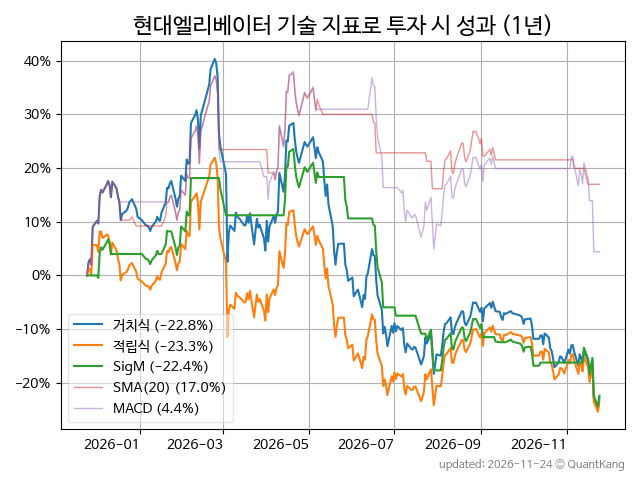 현대엘리베이터 기술 지표로 투자 시 성과 (1년)
40%
30%
20%
10%
0%
−10%
−20%
거치식 (−22.8%)
적립식 (−23.3%)
SigM (−22.4%)
SMA(20) (17.0%)
MACD (4.4%)
2026-01 2026-03 2026-05 2026-07 2026-09 2026-11
updated: 2026-11-24 © QuantKang